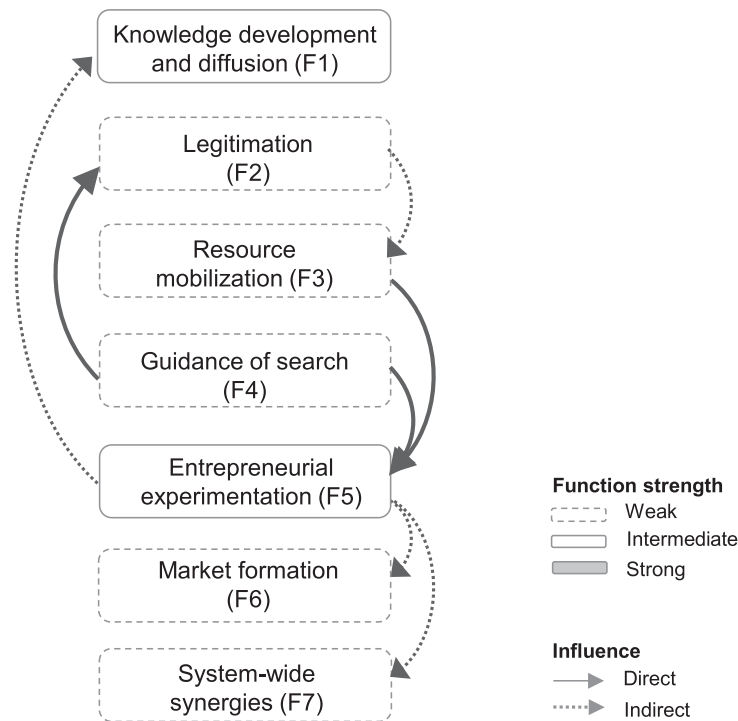 Knowledge development
and diffusion (F1)
Legitimation
(F2)
Resource
mobilization (F3)
Guidance of search
(F4)
Entrepreneurial
experimentation (F5)
Market formation
(F6)
System-wide
synergies (F7)
Function strength
Weak
Intermediate
Strong
Influence
Direct
Indirect